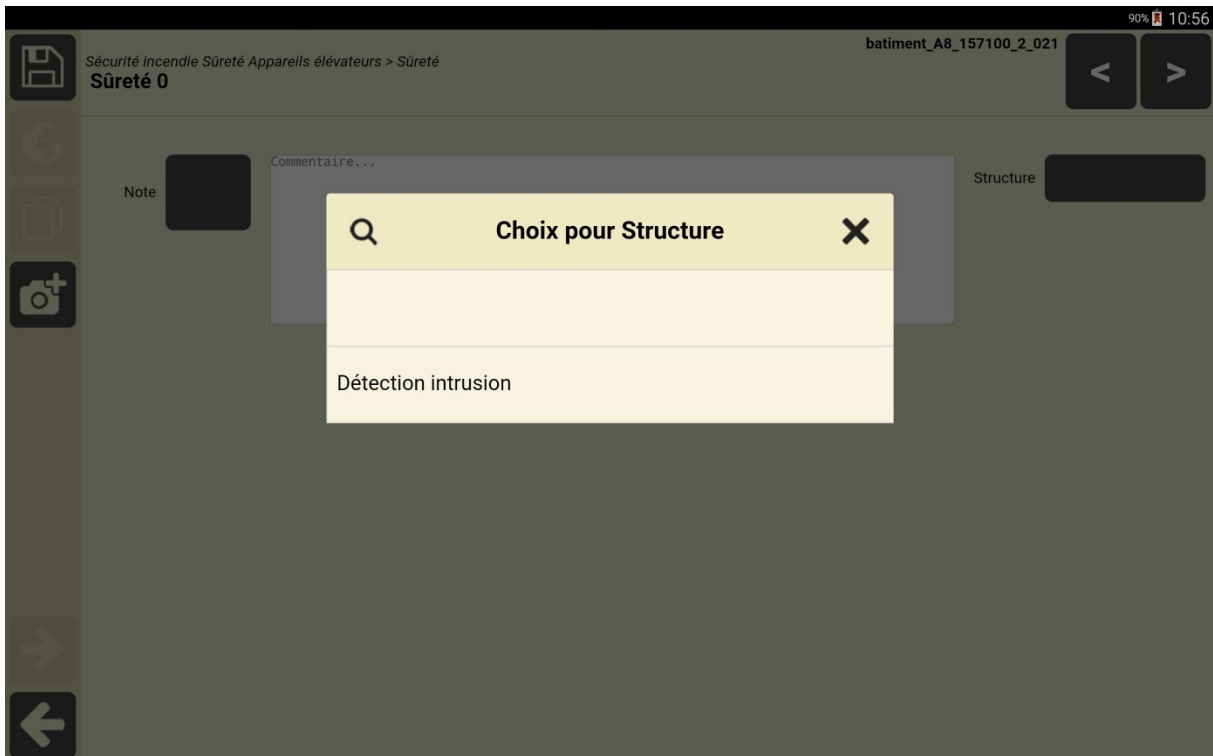 90% 10:56
batiment_A8_157100_2_021
Sécurité incendie Sûreté Appareils élévateurs > Sûreté
Sûreté 0
< >
Commentaire...
Note
Structure
Choix pour Structure
Détection intrusion